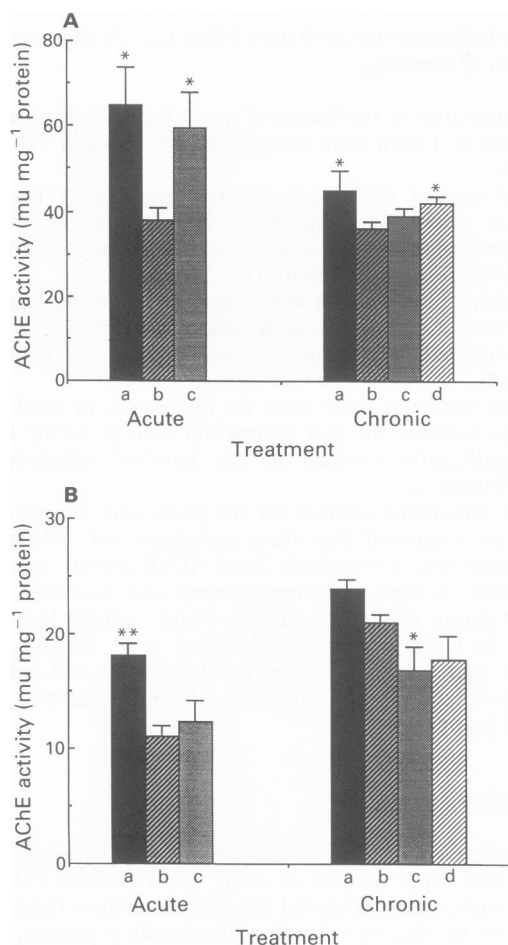 A
AChE activity (mu mg⁻¹ protein)
80
60
40
20
0
*
*
*
*
a b c a b c d
Acute Chronic
Treatment
B
AChE activity (mu mg⁻¹ protein)
30
20
10
0
**
*
a b c a b c d
Acute Chronic
Treatment